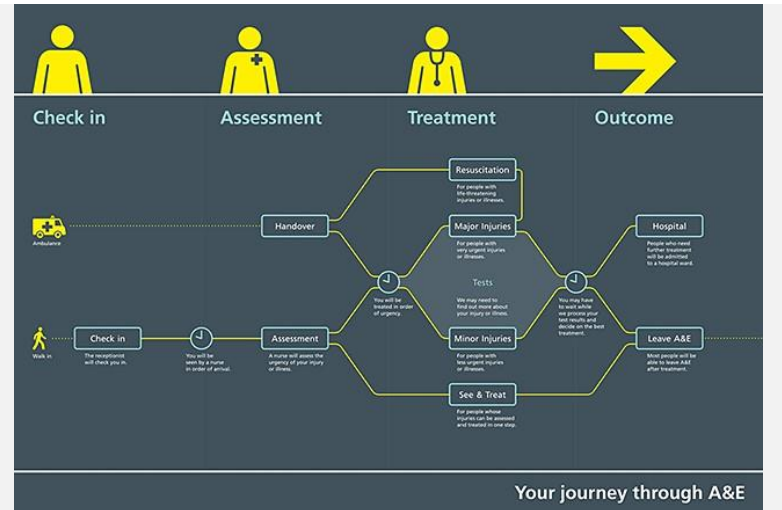 Check in
Assessment
Treatment
Outcome
Resuscitation
For people with
life-threatening
injuries or illnesses.
Ambulance
Handover
Major Injuries
For people with
very urgent injuries
or illnesses.
Hospital
People who need
further treatment
will be admitted
to a hospital ward.
You will be
treated in order
of urgency.
Tests
We may need to
find out more about
your injury or illness.
You may have
to wait while
we process your
test results and
decide on the best
treatment.
Walk in
Check in
The receptionist
will check you in.
You will be
seen by a nurse
in order of arrival.
Assessment
A nurse will assess the
urgency of your injury
or illness.
Minor Injuries
For people with
less urgent injuries
or illnesses.
Leave A&E
Most people will be
able to leave A&E
after treatment.
See & Treat
For people whose
injuries can be assessed
and treated in one step.
Your journey through A&E